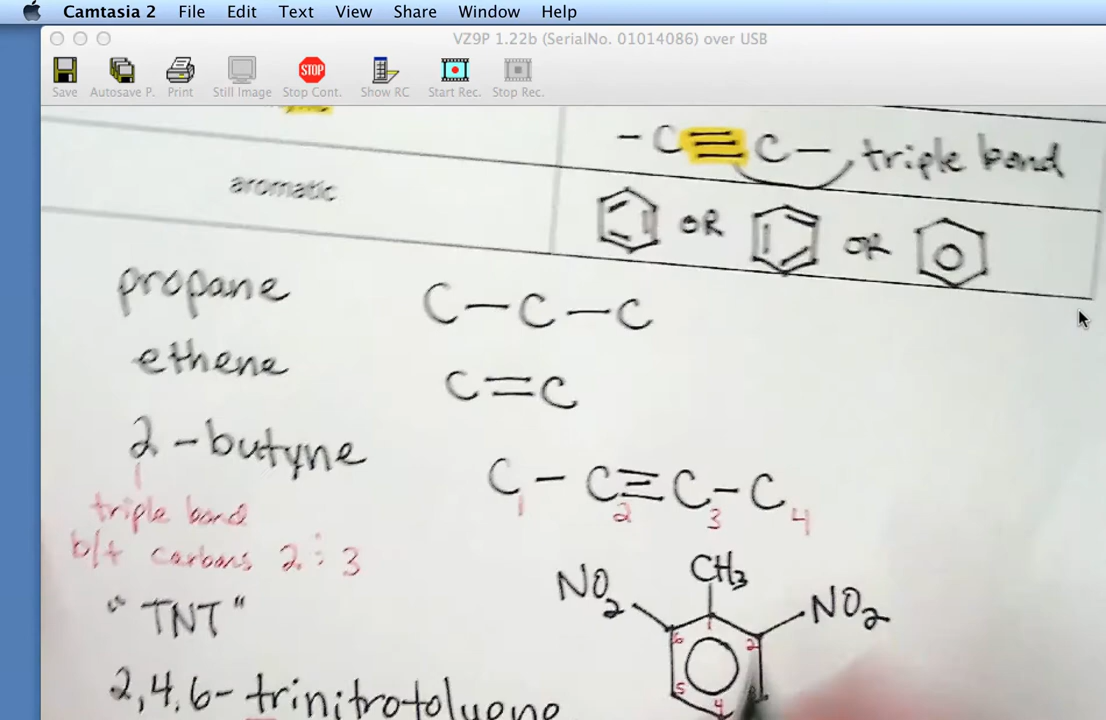 Camtasia 2 File Edit Text View Share Window Help
VZ9P 1.22b (SerialNo. 01014086) over USB
Save Autosave P. Print Still Image Stop Cont. Show RC Start Rec. Stop Rec.
STOP
- C ≡ C - triple bond
aromatic
OR OR
propane C - C - C
ethene C = C
2-butyne
C - C ≡ C - C
1 2 3 4
triple bond
b/t carbons 2 : 3
"TNT"
CH3
NO2 NO2
1
6 2
5
4
2,4,6-trinitrotoluene